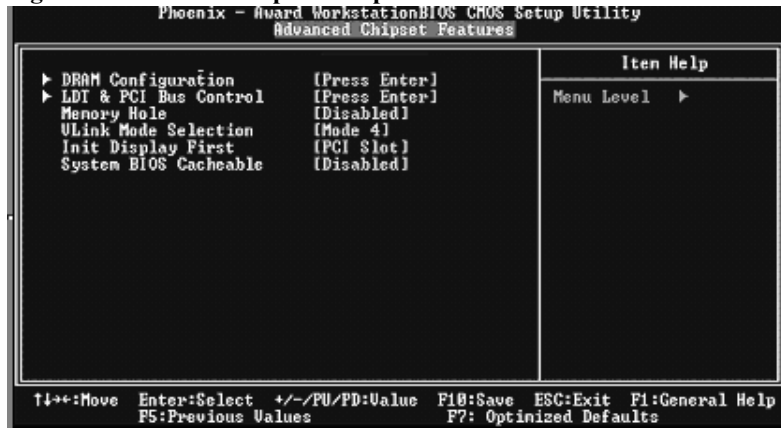 Phoenix - Award WorkstationBIOS CMOS Setup Utility
Advanced Chipset Features
Item Help
► DRAM Configuration [Press Enter]
► LDT & PCI Bus Control [Press Enter]
Menu Level ►
Memory Hole [Disabled]
VLink Mode Selection [Mode 4]
Init Display First [PCI Slot]
System BIOS Cacheable [Disabled]
↑↓→←:Move Enter:Select +/-/PU/PD:Value F10:Save ESC:Exit F1:General Help
F5:Previous Values F7: Optimized Defaults